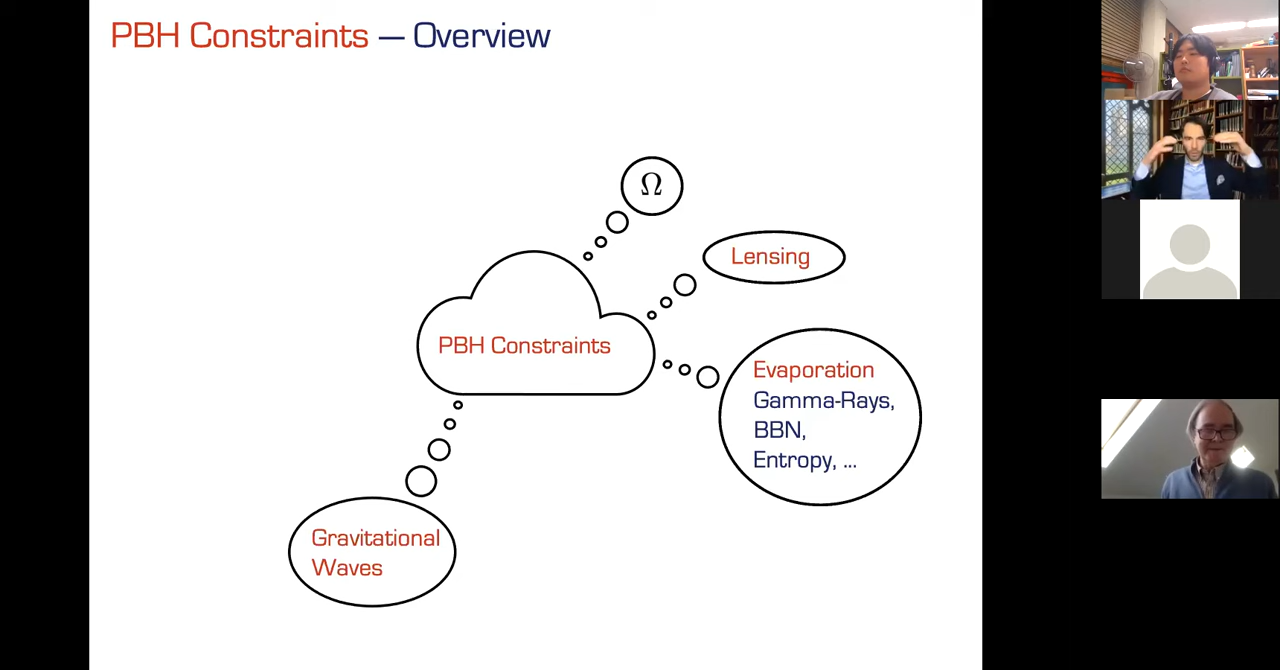 PBH Constraints — Overview
Ω
Lensing
PBH Constraints
Evaporation
Gamma-Rays,
BBN,
Entropy, ...
Gravitational
Waves